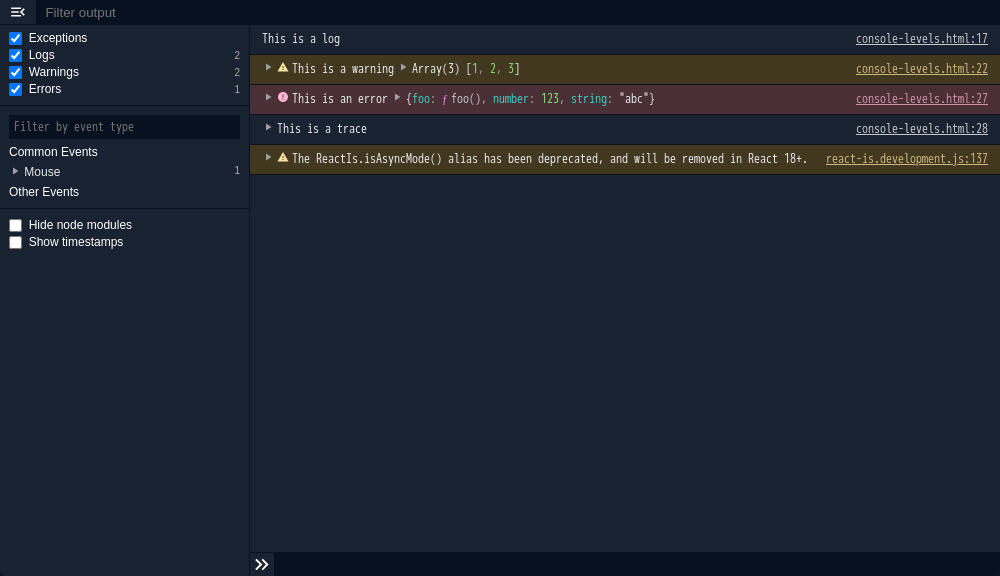 Filter output
Exceptions
Logs 2
Warnings 2
Errors 1
Filter by event type
Common Events
Mouse 1
Other Events
Hide node modules
Show timestamps
This is a log console-levels.html:17
This is a warning Array(3) [1, 2, 3] console-levels.html:22
This is an error {foo: ƒ foo(), number: 123, string: "abc"} console-levels.html:27
This is a trace console-levels.html:28
The ReactIs.isAsyncMode() alias has been deprecated, and will be removed in React 18+. react-is.development.js:137